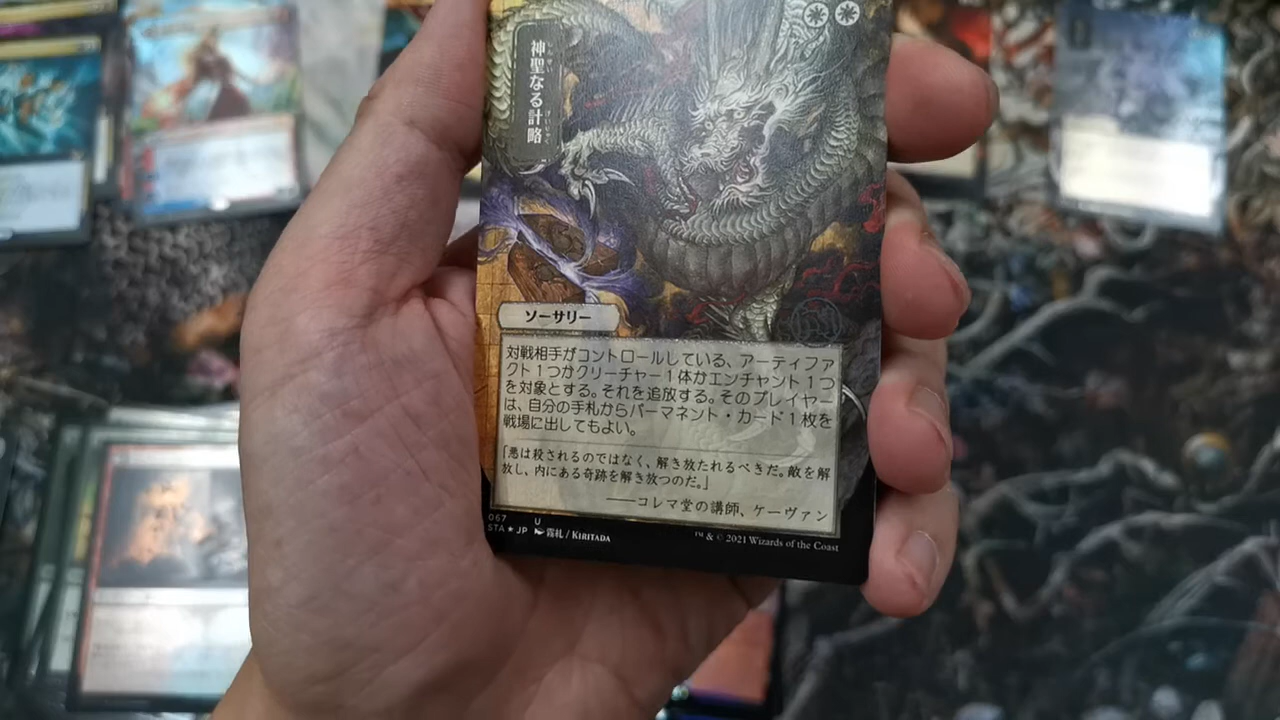 神聖なる計略
ソーサリー
対戦相手がコントロールしている、アーティファ
クト１つかクリーチャー１体かエンチャント１つ
を対象とする。それを追放する。そのプレイヤー
は、自分の手札からパーマネント・カード１枚を
戦場に出してもよい。
「悪は殺されるのではなく、解き放たれるべきだ。敵を解
放し、内にある奇跡を解き放つのだ。」
――コレマ堂の講師、ケーヴァン
067 U
STA★JP 霧札 / KIRITADA
™ & © 2021 Wizards of the Coast